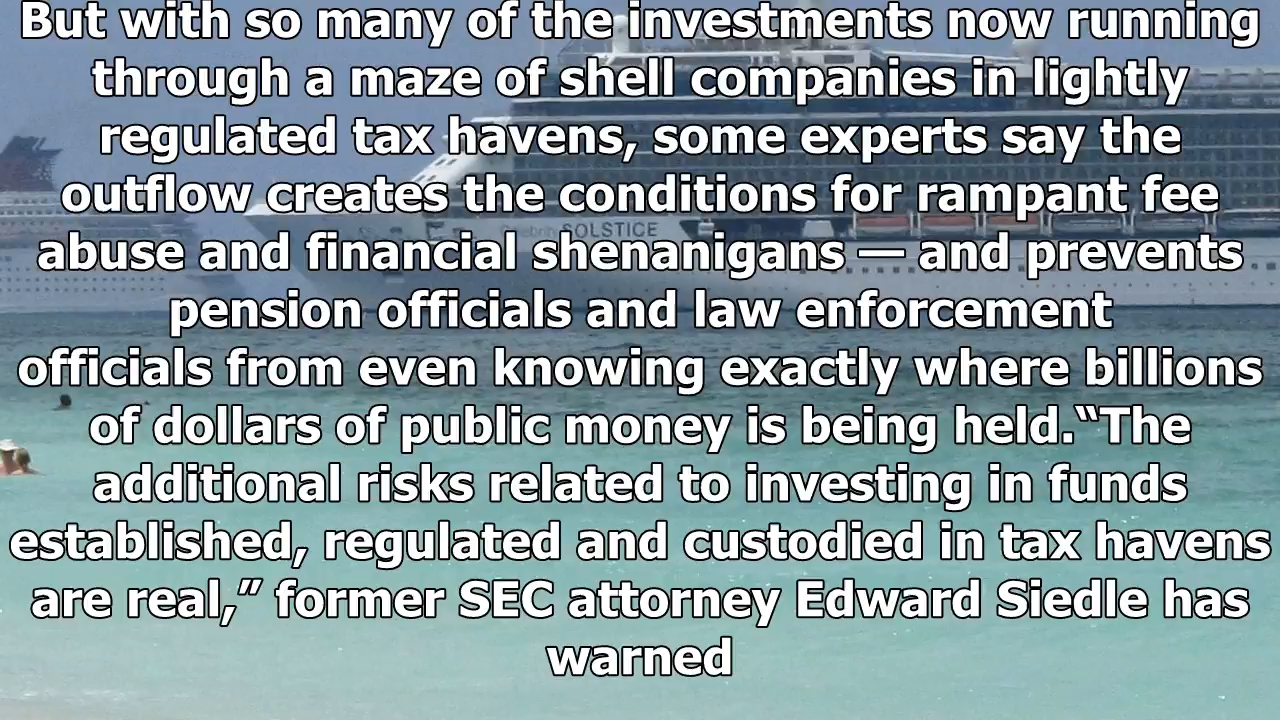 But with so many of the investments now running
through a maze of shell companies in lightly
regulated tax havens, some experts say the
outflow creates the conditions for rampant fee
SOLSTICE
abuse and financial shenanigans — and prevents
pension officials and law enforcement
officials from even knowing exactly where billions
of dollars of public money is being held.“The
additional risks related to investing in funds
established, regulated and custodied in tax havens
are real,” former SEC attorney Edward Siedle has
warned